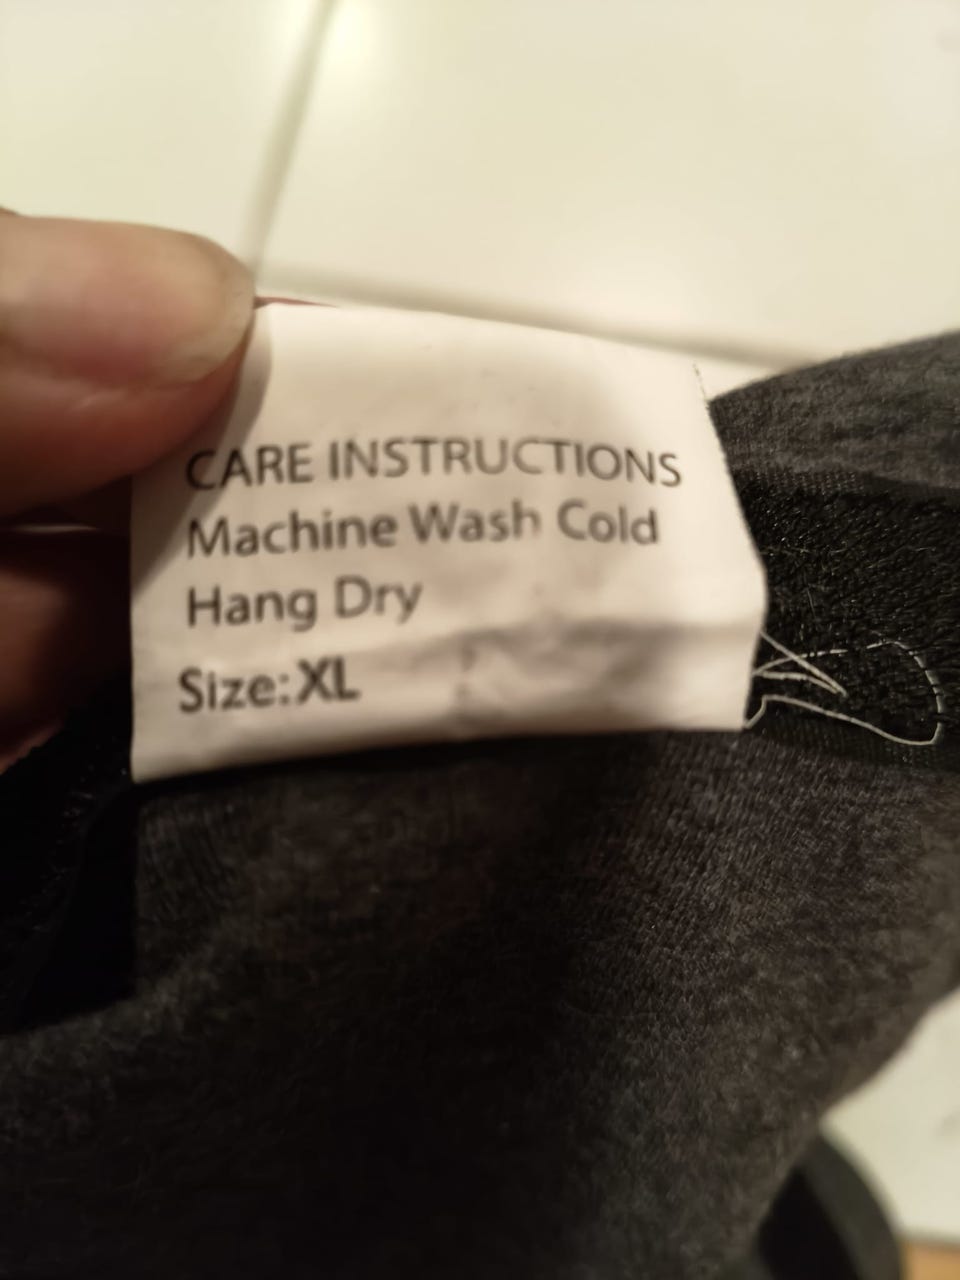 CARE INSTRUCTIONS
Machine Wash Cold
Hang Dry
Size: XL